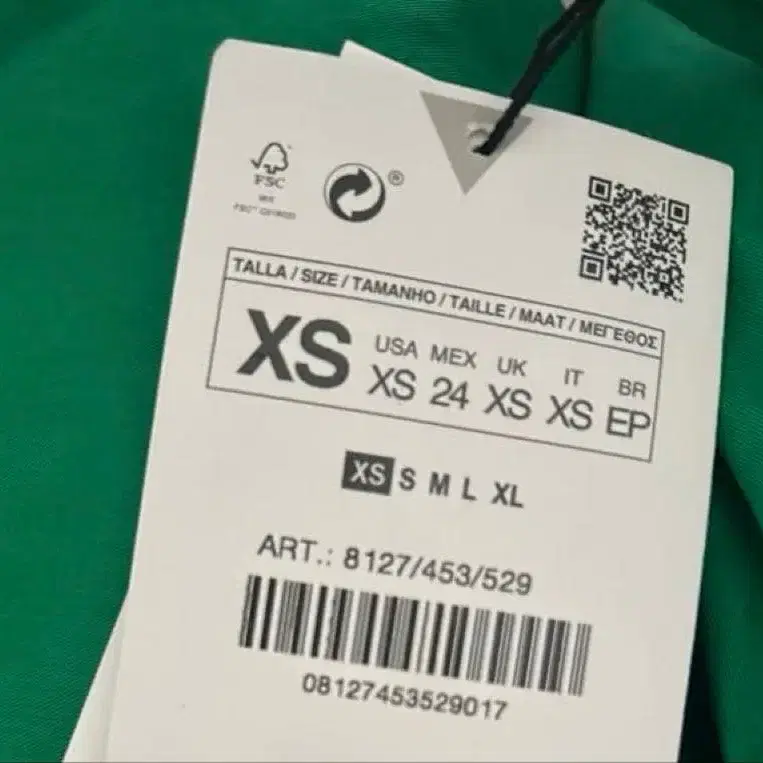 FSC
TALLA / SIZE / TAMANHO / TAILLE / MAAT / ΜΕΓΕΘΟΣ
XS
USA MEX UK IT BR
XS 24 XS XS EP
XS S M L XL
ART.: 8127/453/529
08127453529017